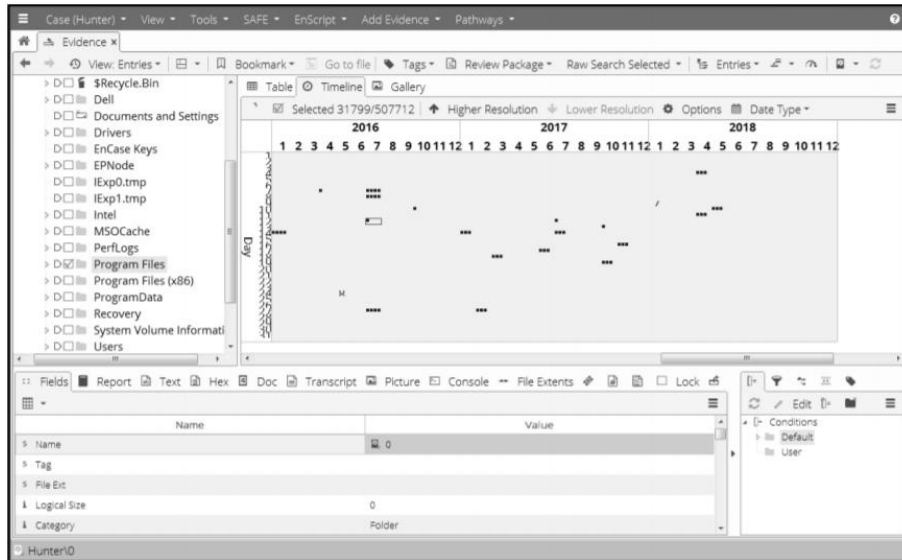 Case (Hunter) View Tools SAFE EnScript Add Evidence Pathways
Evidence
View: Entries Bookmark Go to file Tags Review Package Raw Search Selected Entries
$Recycle.Bin
Dell
Documents and Settings
Drivers
EnCase Keys
EPNode
IExp0.tmp
IExp1.tmp
Intel
MSOCache
PerfLogs
Program Files
Program Files (x86)
ProgramData
Recovery
System Volume Informati
Users
Table Timeline Gallery
Selected 31799/507712 Higher Resolution Lower Resolution Options Date Type
2016 2017 2018
1 2 3 4 5 6 7 8 9 10 11 12 1 2 3 4 5 6 7 8 9 10 11 12 1 2 3 4 5 6 7 8 9 10 11 12
Day
Fields Report Text Hex Doc Transcript Picture Console File Extents Lock
Name Value
Name 0
Tag
File Ext
Logical Size 0
Category Folder
Edit
Conditions
Default
User
Hunter\0